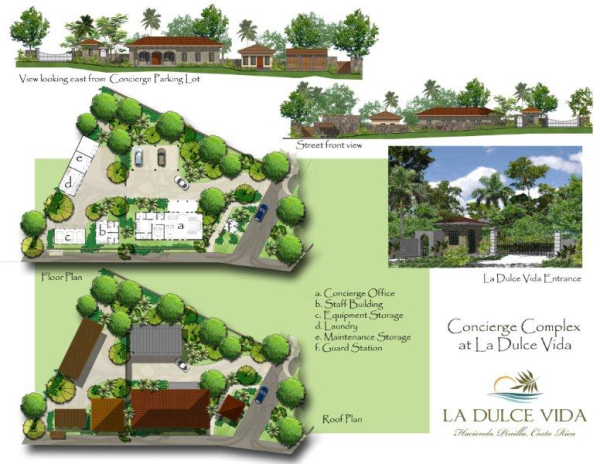 View looking east from Concierge Parking Lot
Street front view
e
d
c
b
a
f
Floor Plan
La Dulce Vida Entrance
a. Concierge Office
b. Staff Building
c. Equipment Storage
d. Laundry
e. Maintenance Storage
f. Guard Station
Concierge Complex
at La Dulce Vida
Roof Plan
LA DULCE VIDA
Hacienda Pinilla, Costa Rica